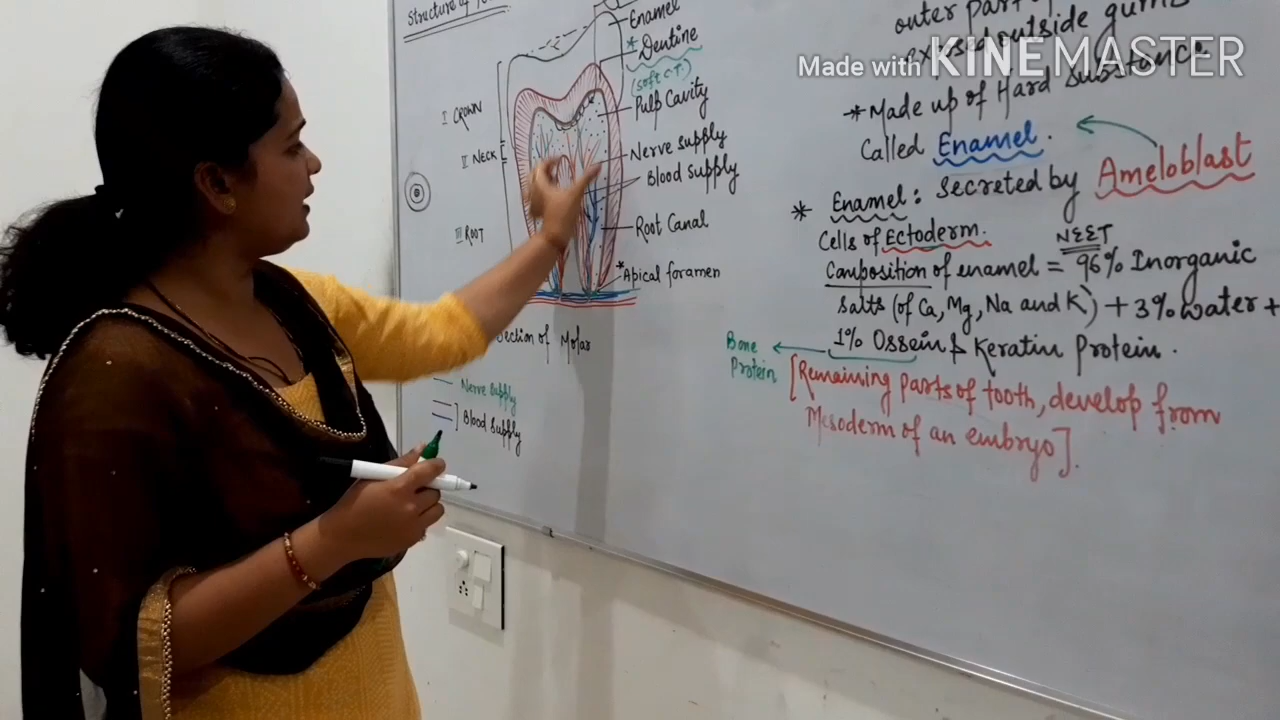 Structure of
Enamel
* Dentine
(soft C.T)
Pulp Cavity
I CROWN
II NECK
Nerve supply
Blood supply
III ROOT
Root Canal
*Apical foramen
section of Molar
Nerve supply
Blood supply
outer part
exposed outside gums
*Made up of Hard substance
Called Enamel.
* Enamel: Secreted by Ameloblast
Cells of Ectoderm.
NEET
Composition of enamel = 96% Inorganic
salts (of Ca, Mg, Na and K) + 3% water +
1% Ossein & Keratin Protein.
Bone
Protein
[Remaining parts of tooth, develop from
Mesoderm of an embryo].
Made with KINEMASTER